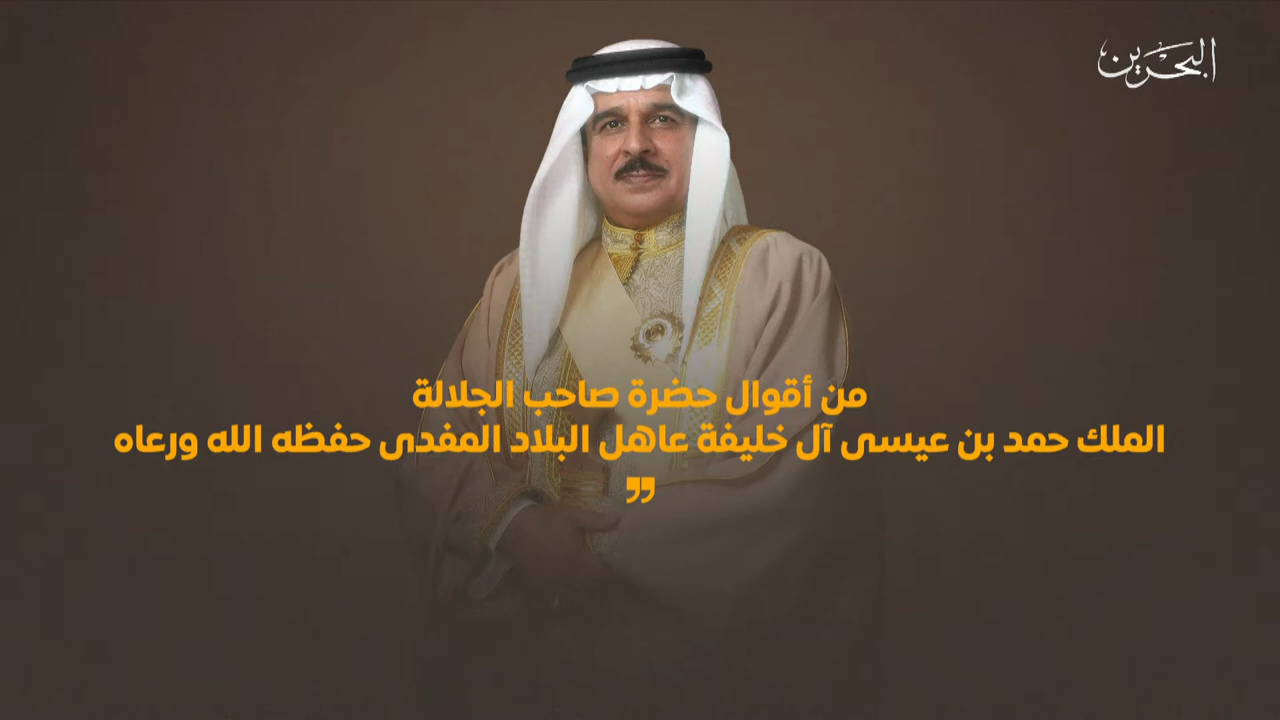 البحرين
من أقوال حضرة صاحب الجلالة
الملك حمد بن عيسى آل خليفة عاهل البلاد المفدى حفظه الله ورعاه
”